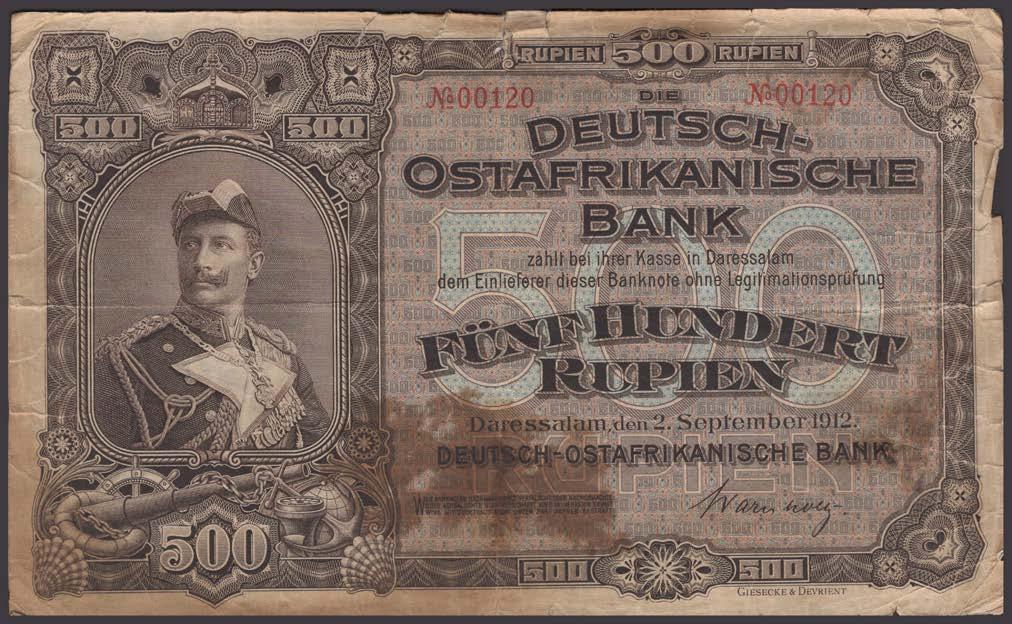 RUPIEN 500 RUPIEN
№00120 №00120
500 500
DIE
DEUTSCH-
OSTAFRIKANISCHE
BANK
zahlt bei ihrer Kasse in Daressalam
dem Einlieferer dieser Banknote ohne Legitimationsprüfung
500
FÜNF HUNDERT
RUPIEN
Daressalam, den 2. September 1912.
DEUTSCH-OSTAFRIKANISCHE BANK
RUPIEN
500
500 500
GIESECKE & DEVRIENT